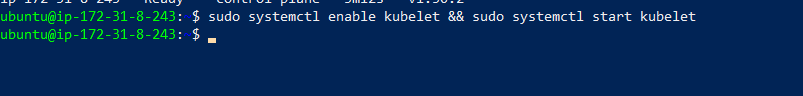 ubuntu@ip-172-31-8-243: $ sudo systemctl enable kubelet && sudo systemctl start kubelet
ubuntu@ip-172-31-8-243: $